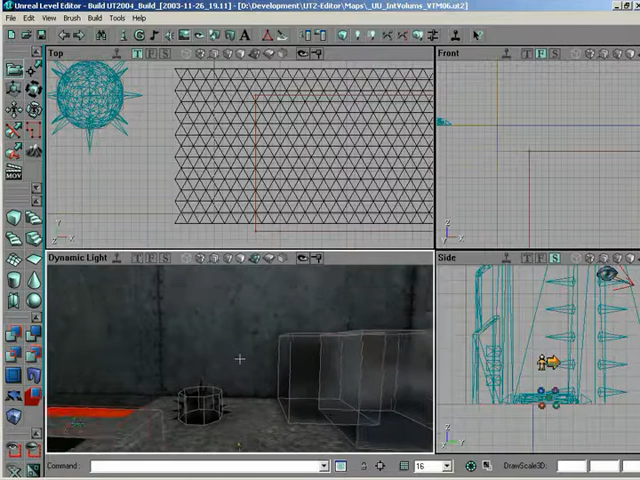 Unreal Level Editor - Build UT2004_Build_[2003-11-26_19.11] - [D:\Development\UT2-Editor\Maps\_UU_IntVolums_VTM06.ut2]
File Edit View Brush Build Tools Help
Top T F S
Front T F S
MOV
Y X
Z
Dynamic Light T F S
Side T F S
Z Y
Command: 16 DrawScale3D: